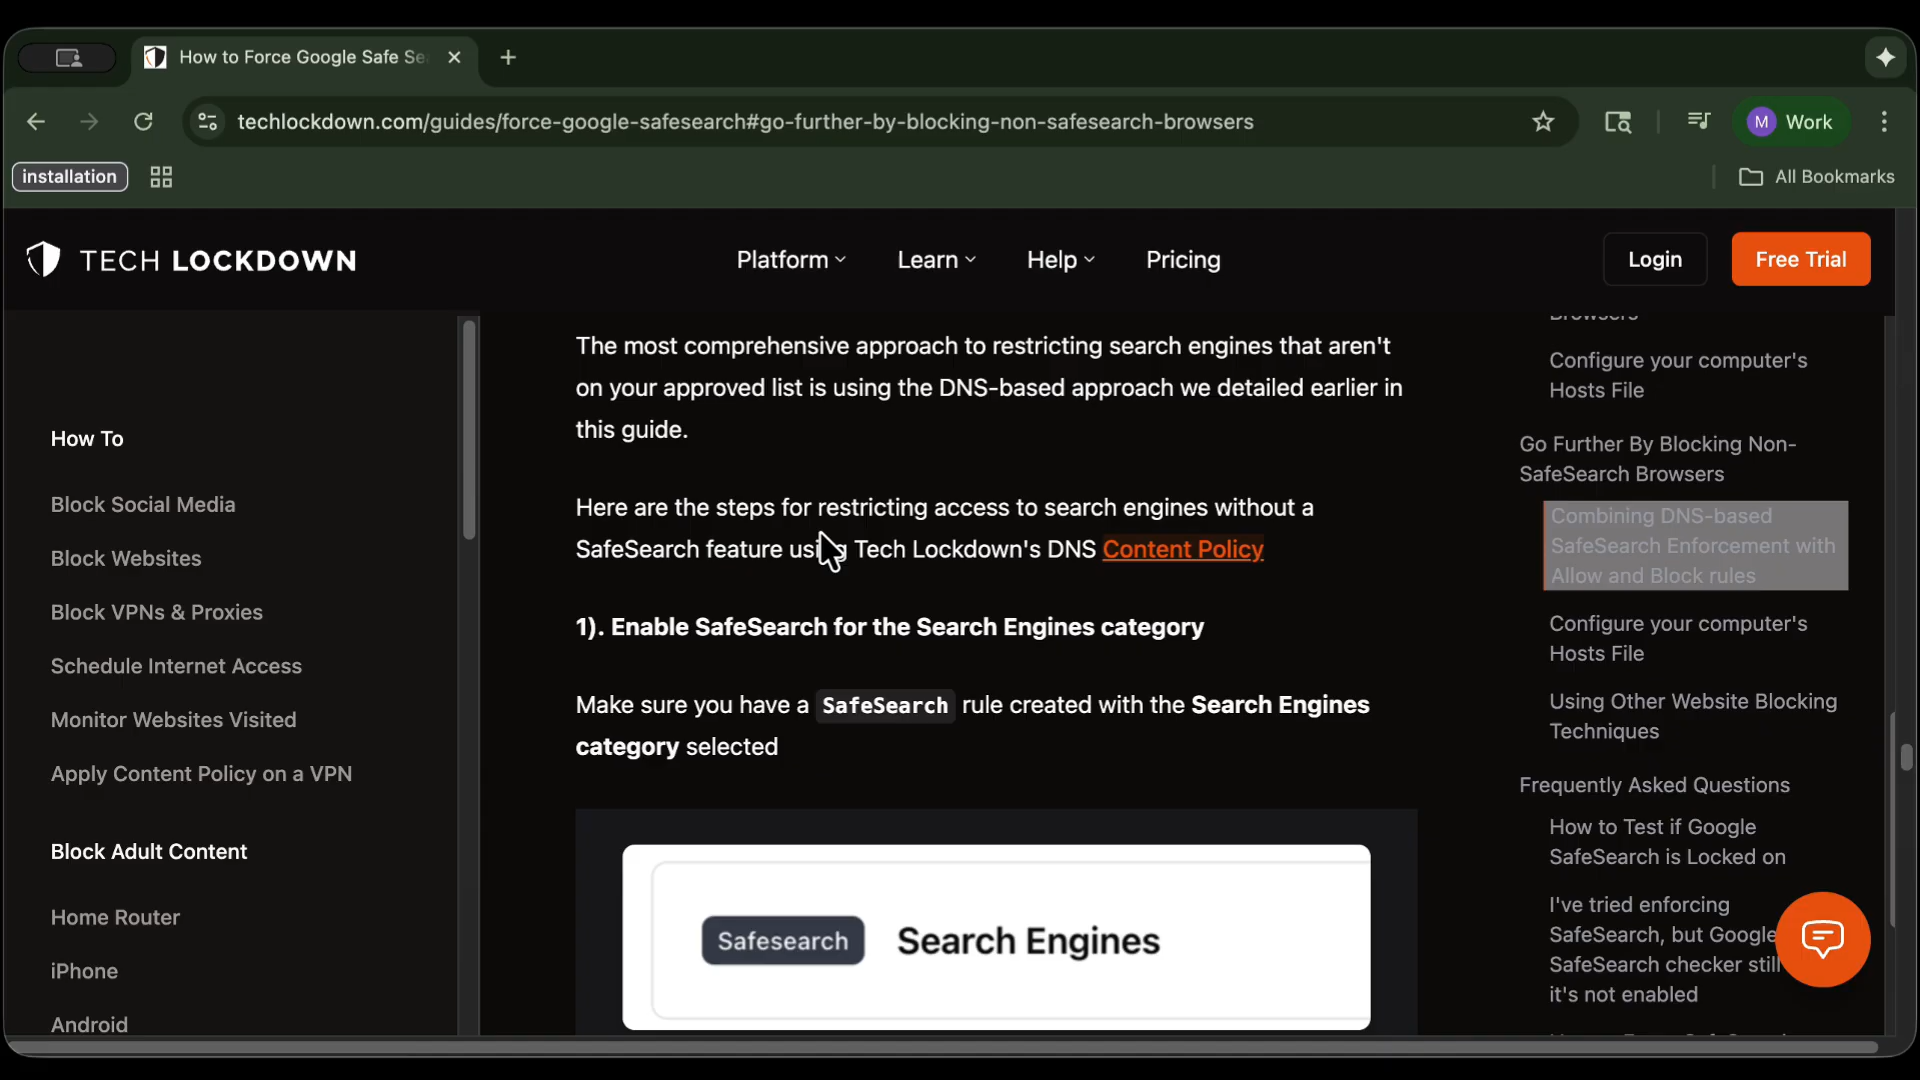 How to Force Google Safe Se
techlockdown.com/guides/force-google-safesearch#go-further-by-blocking-non-safesearch-browsers
M Work
installation
All Bookmarks
TECH LOCKDOWN
Platform
Learn
Help
Pricing
Login
Free Trial
How To
Block Social Media
Block Websites
Block VPNs & Proxies
Schedule Internet Access
Monitor Websites Visited
Apply Content Policy on a VPN
Block Adult Content
Home Router
iPhone
Android
The most comprehensive approach to restricting search engines that aren't
on your approved list is using the DNS-based approach we detailed earlier in
this guide.
Here are the steps for restricting access to search engines without a
SafeSearch feature using Tech Lockdown's DNS Content Policy
1). Enable SafeSearch for the Search Engines category
Make sure you have a SafeSearch rule created with the Search Engines
category selected
Safesearch Search Engines
Browsers
Configure your computer's
Hosts File
Go Further By Blocking Non-
SafeSearch Browsers
Combining DNS-based
SafeSearch Enforcement with
Allow and Block rules
Configure your computer's
Hosts File
Using Other Website Blocking
Techniques
Frequently Asked Questions
How to Test if Google
SafeSearch is Locked on
I've tried enforcing
SafeSearch, but Google
SafeSearch checker still
it's not enabled